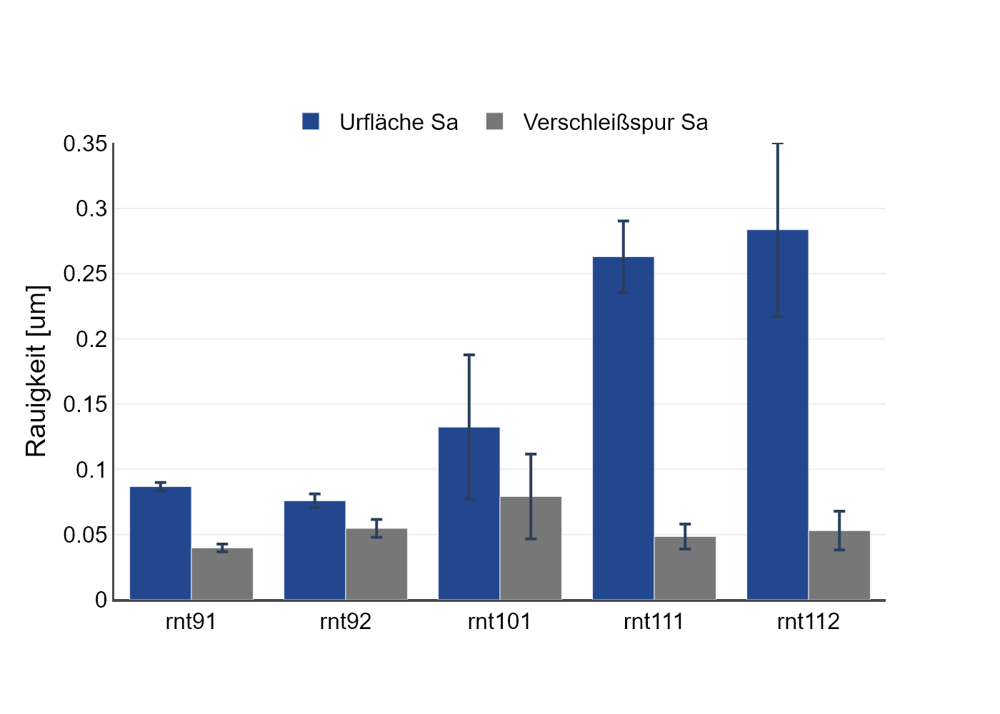 Urfläche Sa Verschleißspur Sa
0.35
0.3
0.25
0.2
0.15
0.1
0.05
0
Rauigkeit [um]
rnt91 rnt92 rnt101 rnt111 rnt112